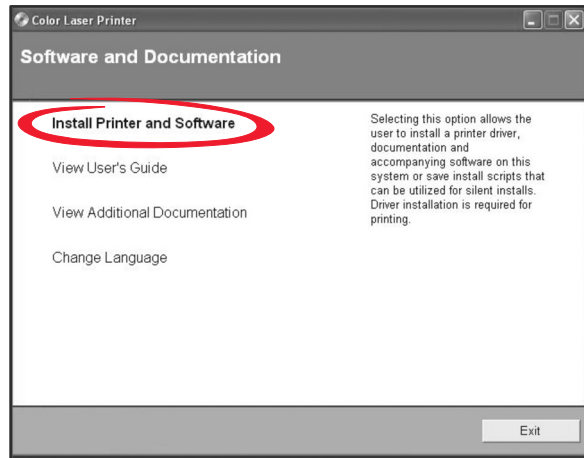 Color Laser Printer
Software and Documentation
Install Printer and Software
Selecting this option allows the
user to install a printer driver,
documentation and
accompanying software on this
system or save install scripts that
can be utilized for silent installs.
Driver installation is required for
printing.
View User's Guide
View Additional Documentation
Change Language
Exit